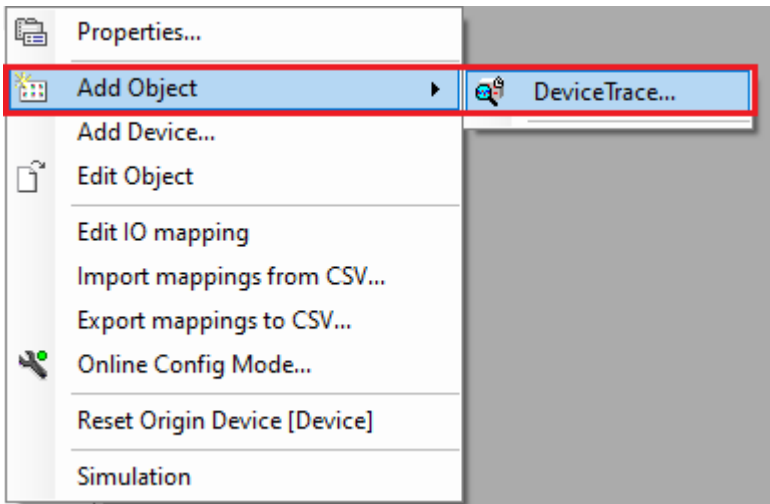 Properties...
Add Object
DeviceTrace...
Add Device...
Edit Object
Edit IO mapping
Import mappings from CSV...
Export mappings to CSV...
Online Config Mode...
Reset Origin Device [Device]
Simulation